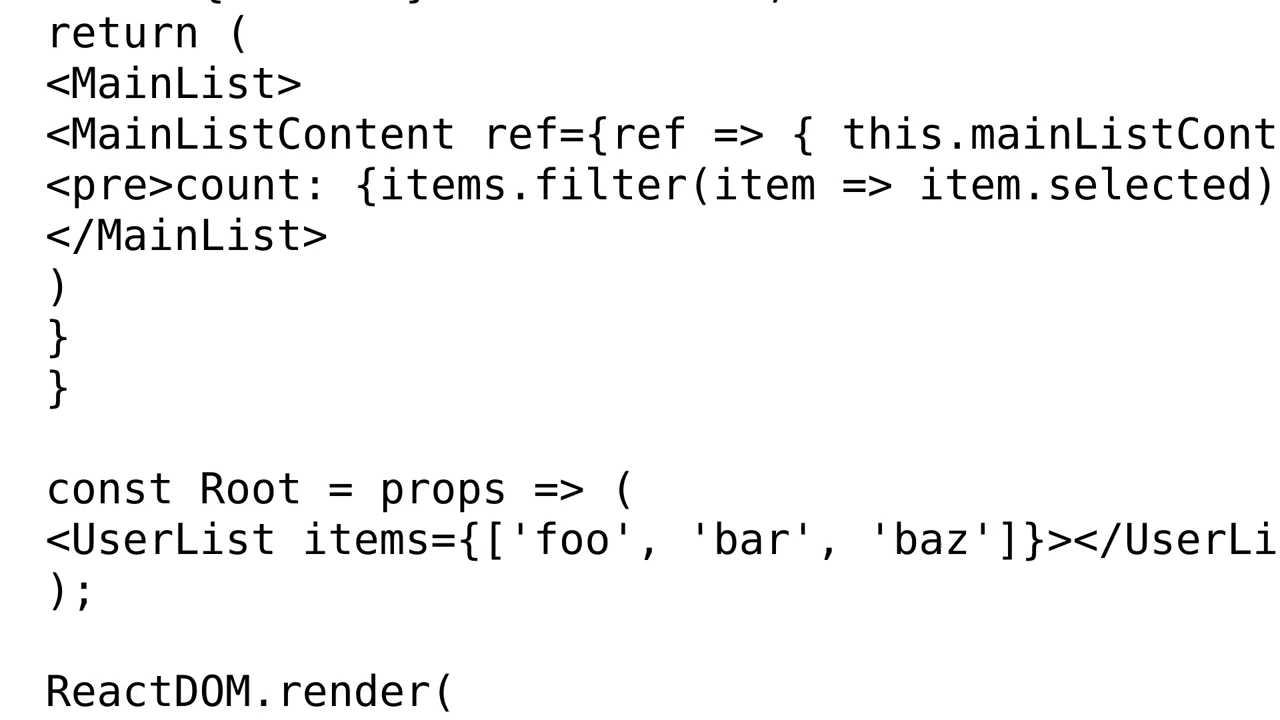 return (
<MainList>
<MainListContent ref={ref => { this.mainListCont
<pre>count: {items.filter(item => item.selected)
</MainList>
)
}
}
const Root = props => (
<UserList items={['foo', 'bar', 'baz']}></UserLi
);
ReactDOM.render(